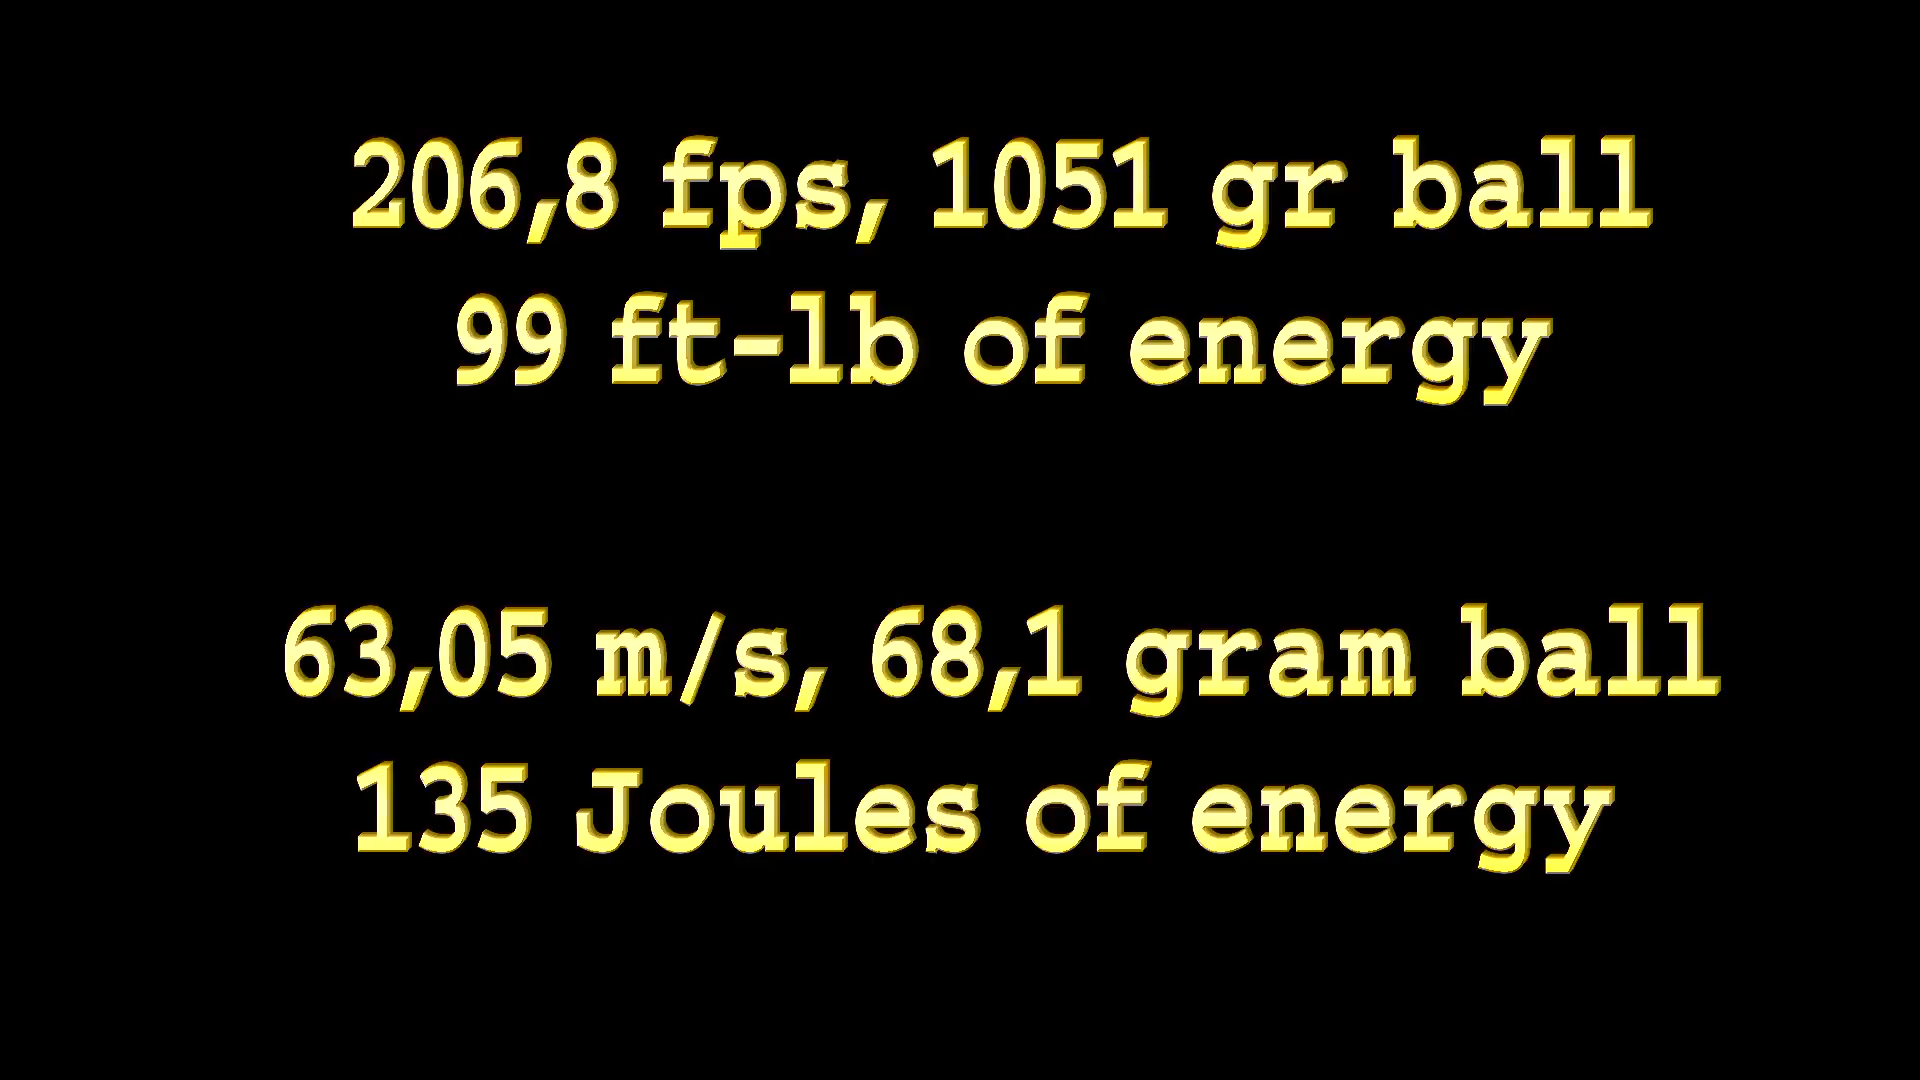 206,8 fps, 1051 gr ball
99 ft-lb of energy
63,05 m/s, 68,1 gram ball
135 Joules of energy